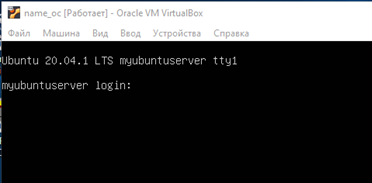 name_oc [Работает] - Oracle VM VirtualBox
Файл Машина Вид Ввод Устройства Справка
Ubuntu 20.04.1 LTS myubuntuserver tty1
myubuntuserver login: